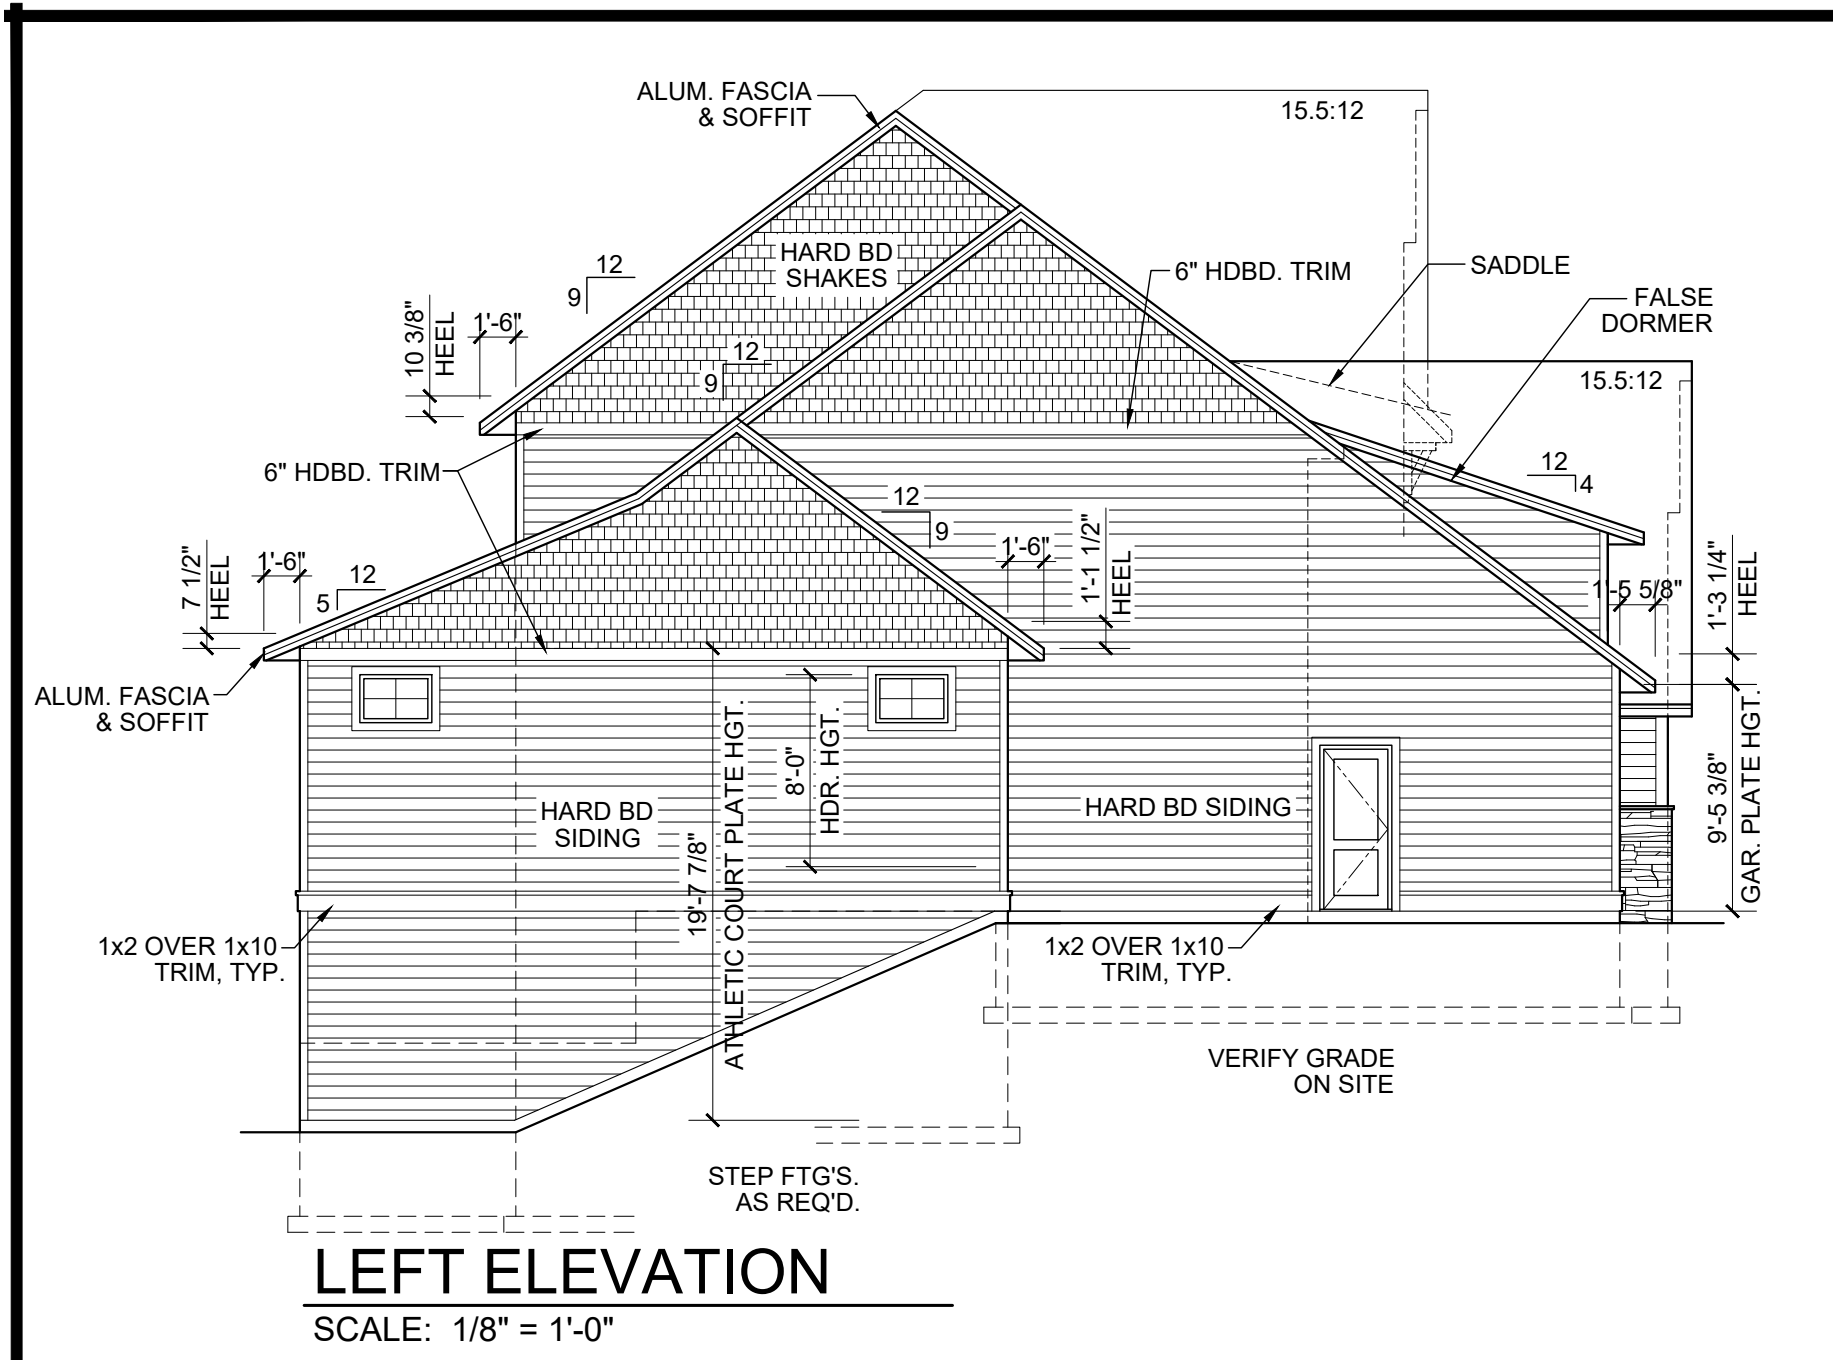 ALUM. FASCIA
& SOFFIT
15.5:12
HARD BD
SHAKES
12
9
6" HDBD. TRIM
SADDLE
FALSE
DORMER
10 3/8"
HEEL
1'-6"
12
9
15.5:12
6" HDBD. TRIM
12
4
12
9
7 1/2"
HEEL
1'-6"
12
5
1'-6"
1'-1 1/2"
HEEL
1'-5 5/8"
1'-3 1/4"
HEEL
ALUM. FASCIA
& SOFFIT
19'-7 7/8"
ATHLETIC COURT PLATE HGT.
8'-0"
HDR. HGT.
9'-5 3/8"
GAR. PLATE HGT.
HARD BD
SIDING
HARD BD SIDING
1x2 OVER 1x10
TRIM, TYP.
1x2 OVER 1x10
TRIM, TYP.
VERIFY GRADE
ON SITE
STEP FTG'S.
AS REQ'D.
LEFT ELEVATION
SCALE: 1/8" = 1'-0"